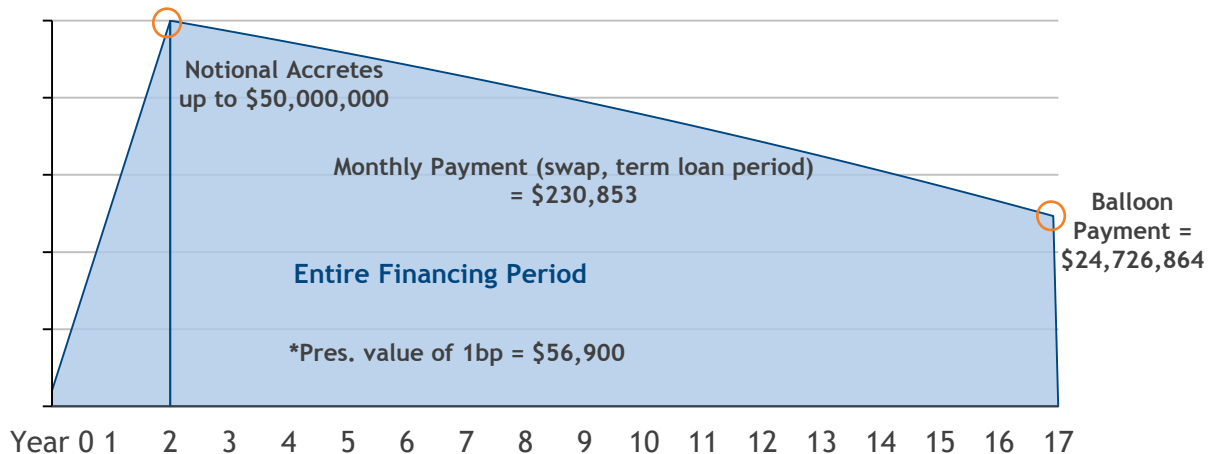 Notional Accretes
up to $50,000,000
Monthly Payment (swap, term loan period)
= $230,853
Balloon
Payment =
$24,726,864
Entire Financing Period
*Pres. value of 1bp = $56,900
Year 0 1 2 3 4 5 6 7 8 9 10 11 12 13 14 15 16 17